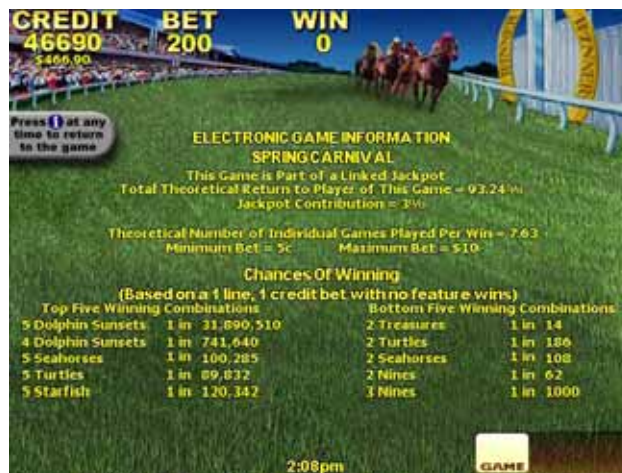 CREDIT BET WIN
46690 200 0
$466.90
WINNER
Press i at any
time to return
to the game
ELECTRONIC GAME INFORMATION
SPRING CARNIVAL
This Game is Part of a Linked Jackpot
Total Theoretical Return to Player of This Game = 93.24%
Jackpot Contribution = 3%
Theoretical Number of Individual Games Played Per Win = 7.63
Minimum Bet = 5c Maximum Bet = $10
Chances Of Winning
(Based on a 1 line, 1 credit bet with no feature wins)
Top Five Winning Combinations Bottom Five Winning Combinations
5 Dolphin Sunsets 1 in 31,890,510 2 Treasures 1 in 14
4 Dolphin Sunsets 1 in 741,640 2 Turtles 1 in 186
5 Seahorses 1 in 100,285 2 Seahorses 1 in 108
5 Turtles 1 in 89,832 2 Nines 1 in 62
5 Starfish 1 in 120,342 3 Nines 1 in 1000
2:08pm
GAME